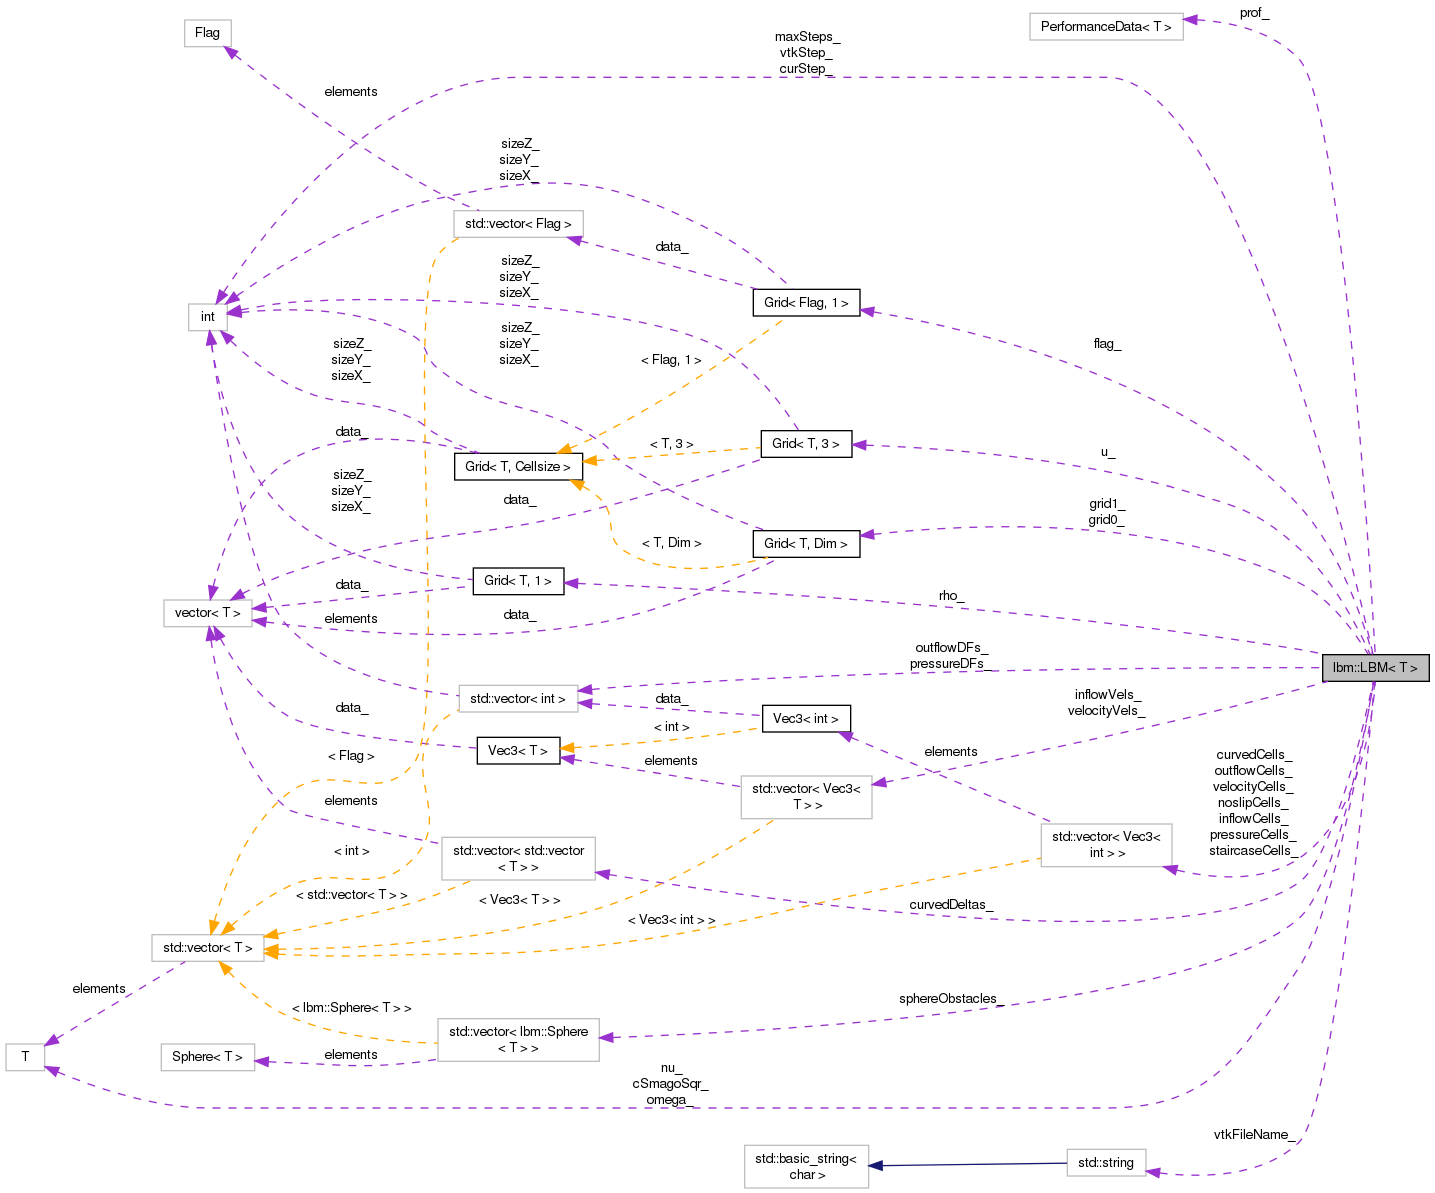 Flag
PerformanceData< T >
prof_
maxSteps_
vtkStep_
curStep_
elements
sizeZ_
sizeY_
sizeX_
std::vector< Flag >
data_
sizeZ_
sizeY_
sizeX_
Grid< Flag, 1 >
int
flag_
sizeZ_
sizeY_
sizeX_
sizeZ_
sizeY_
sizeX_
< Flag, 1 >
data_
Grid< T, 3 >
< T, 3 >
u_
Grid< T, Cellsize >
sizeZ_
sizeY_
sizeX_
data_
grid1_
grid0_
Grid< T, Dim >
< T, Dim >
Grid< T, 1 >
data_
rho_
vector< T >
elements
data_
outflowDFs_
pressureDFs_
lbm::LBM< T >
std::vector< int >
data_
inflowVels_
velocityVels_
data_
Vec3< int >
< int >
Vec3< T >
elements
< Flag >
elements
curvedCells_
outflowCells_
velocityCells_
noslipCells_
inflowCells_
pressureCells_
staircaseCells_
std::vector< Vec3<
T > >
elements
std::vector< Vec3<
int > >
< int >
std::vector< std::vector
< T > >
< std::vector< T > >
< Vec3< T > >
curvedDeltas_
< Vec3< int > >
std::vector< T >
elements
< lbm::Sphere< T > >
sphereObstacles_
std::vector< lbm::Sphere
< T > >
T
Sphere< T >
elements
nu_
cSmagoSqr_
omega_
vtkFileName_
std::basic_string<
char >
std::string